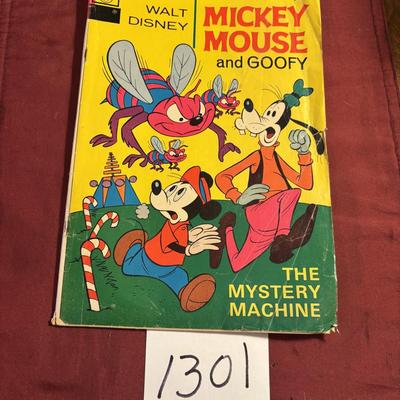 WALT
DISNEY
MICKEY
MOUSE
and GOOFY
THE
MYSTERY
MACHINE
1301